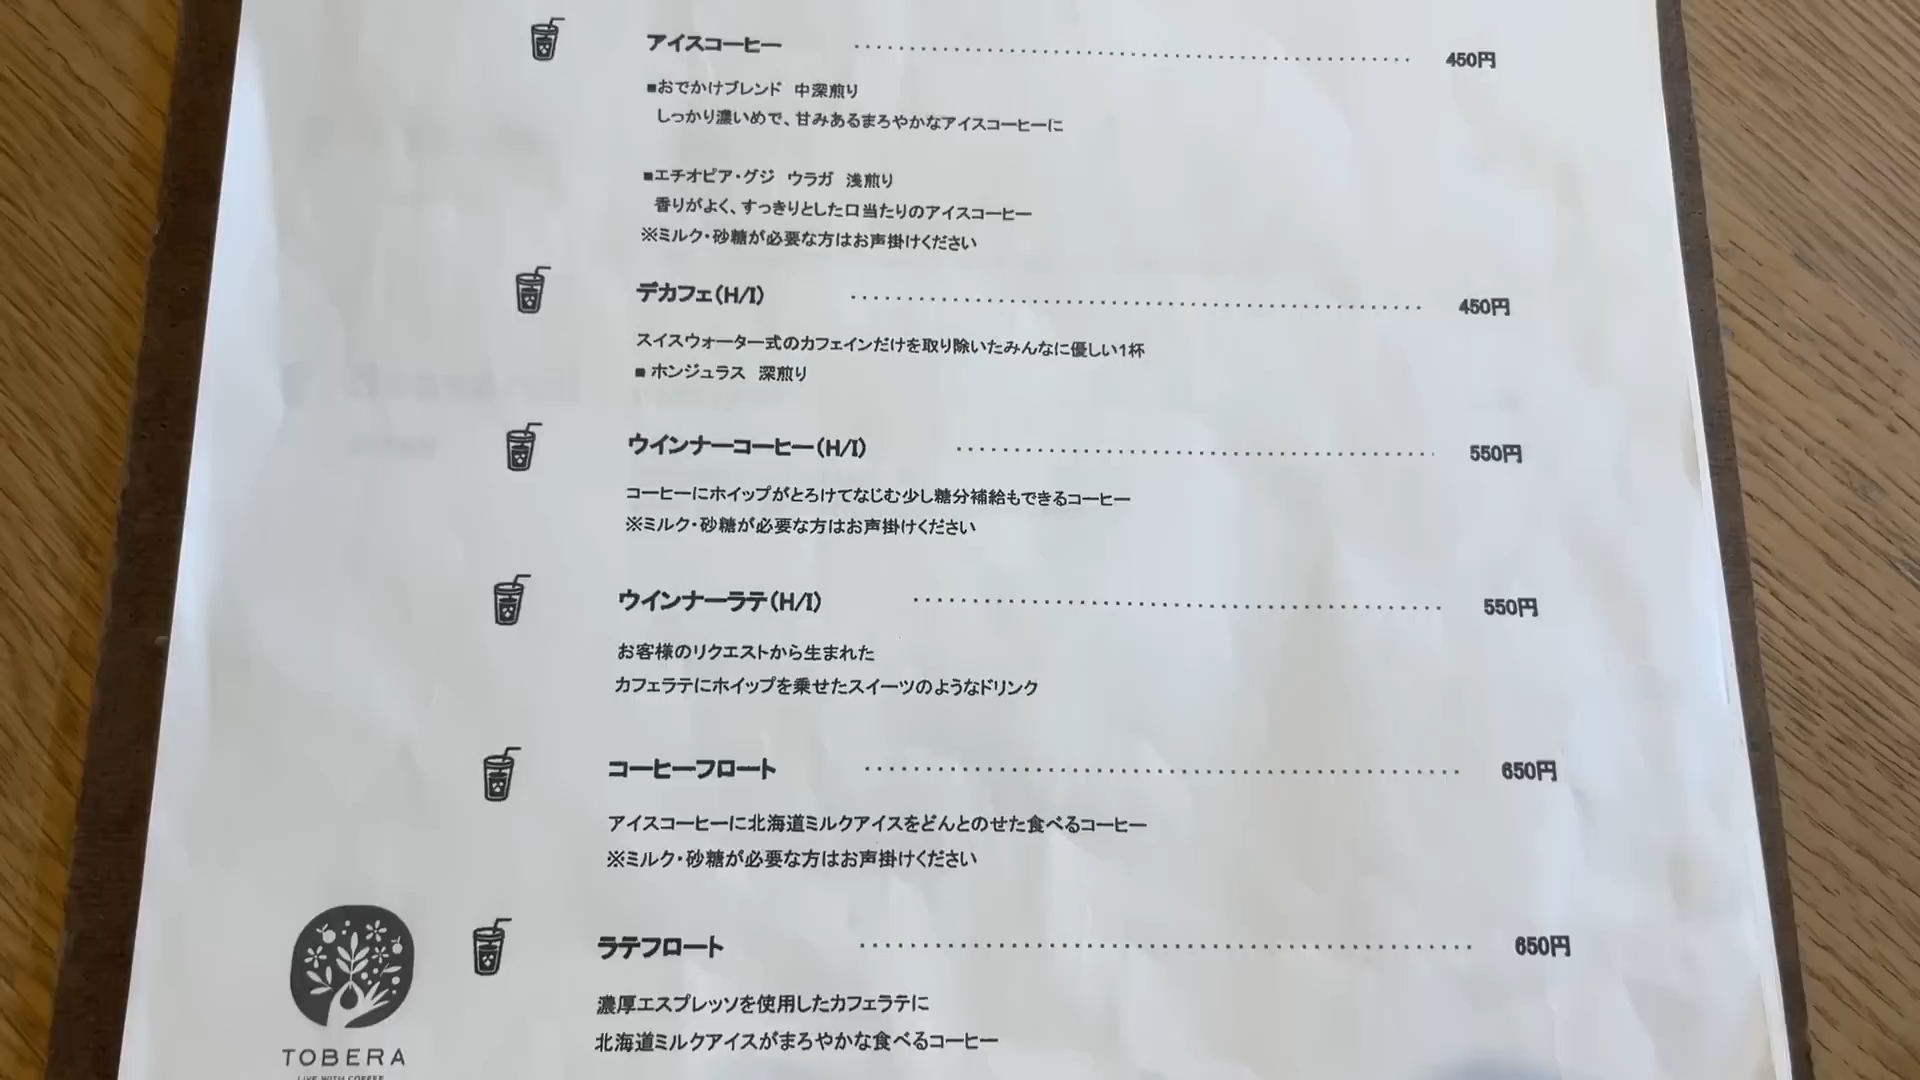 アイスコーヒー 450円
■おでかけブレンド 中深煎り
しっかり濃いめで、甘みあるまろやかなアイスコーヒーに
■エチオピア・グジ ウラガ 浅煎り
香りがよく、すっきりとした口当たりのアイスコーヒー
※ミルク・砂糖が必要な方はお声掛けください
デカフェ(H/I) 450円
スイスウォーター式のカフェインだけを取り除いたみんなに優しい1杯
■ ホンジュラス 深煎り
ウインナーコーヒー(H/I) 550円
コーヒーにホイップがとろけてなじむ少し糖分補給もできるコーヒー
※ミルク・砂糖が必要な方はお声掛けください
ウインナーラテ(H/I) 550円
お客様のリクエストから生まれた
カフェラテにホイップを乗せたスイーツのようなドリンク
コーヒーフロート 650円
アイスコーヒーに北海道ミルクアイスをどんとのせた食べるコーヒー
※ミルク・砂糖が必要な方はお声掛けください
ラテフロート 650円
濃厚エスプレッソを使用したカフェラテに
北海道ミルクアイスがまろやかな食べるコーヒー
TOBERA
LIVE WITH COFFEE